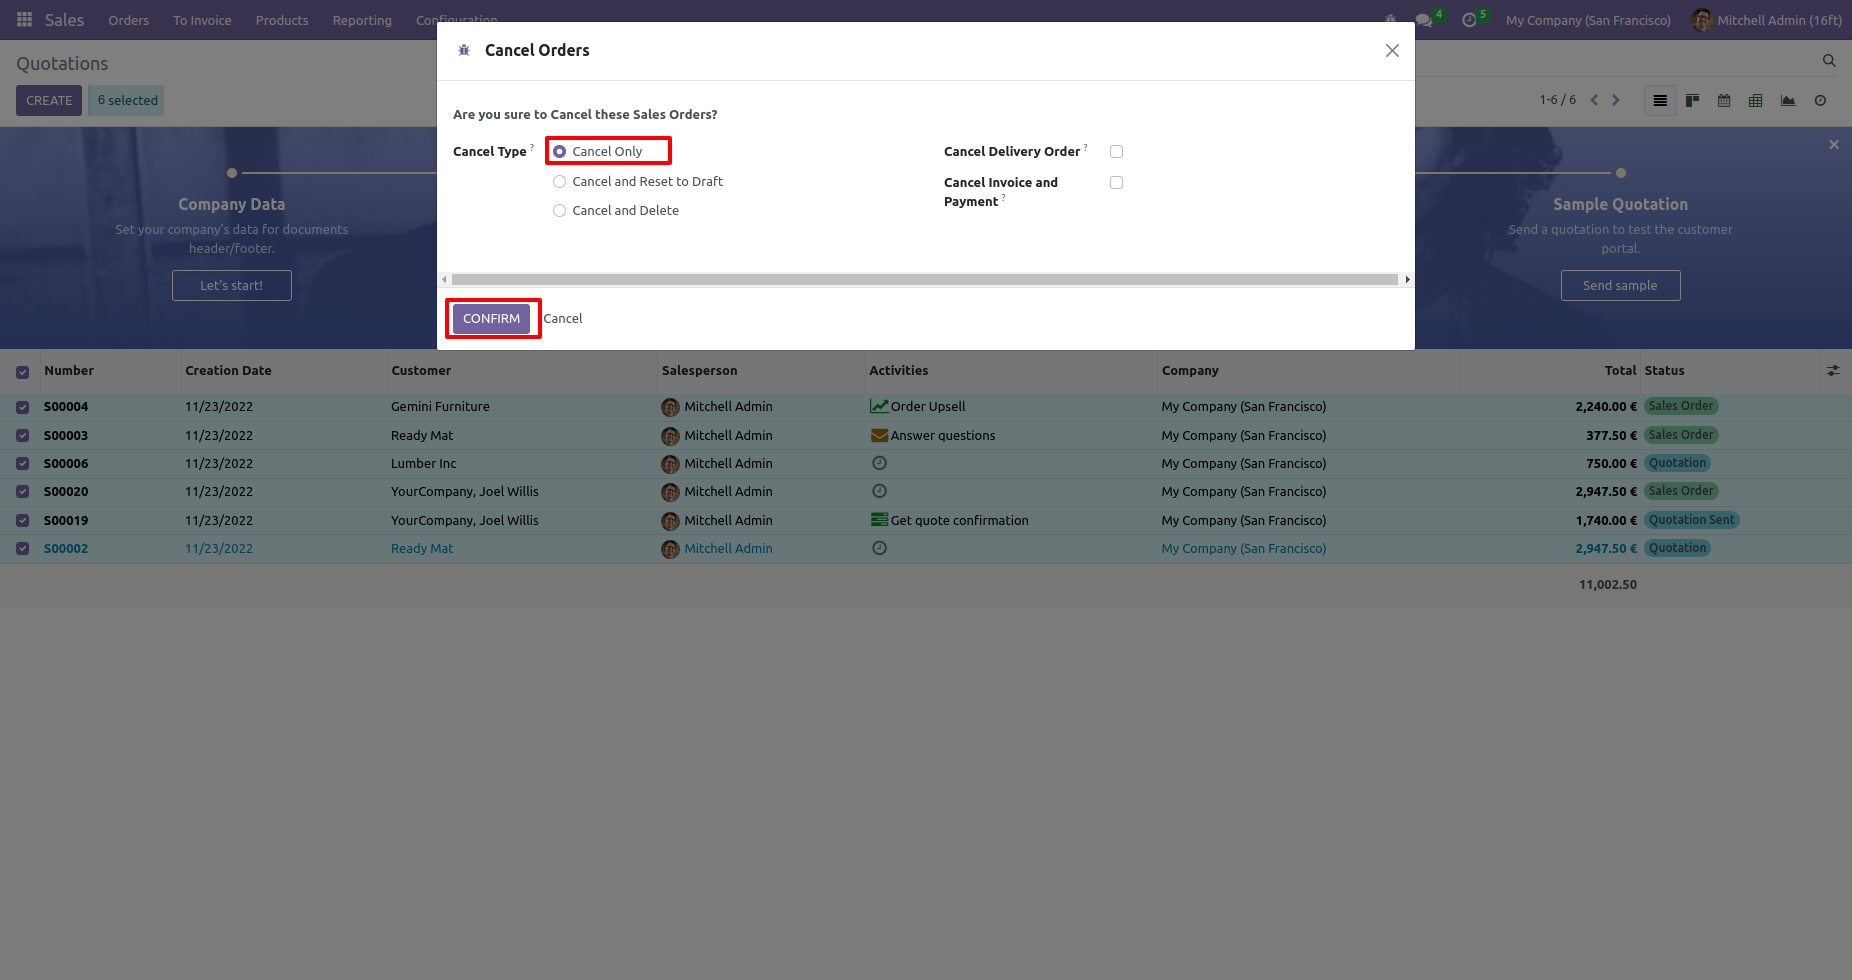 Sales Orders To Invoice Products Reporting Configuration 4 5 My Company (San Francisco) Mitchell Admin (16ft)
Quotations
CREATE 6 selected
1-6 / 6
Cancel Orders
Are you sure to Cancel these Sales Orders?
Cancel Type ? Cancel Only
Cancel and Reset to Draft
Cancel and Delete
Cancel Delivery Order ?
Cancel Invoice and
Payment ?
CONFIRM Cancel
Company Data
Set your company's data for documents
header/footer.
Let's start!
Sample Quotation
Send a quotation to test the customer
portal.
Send sample
Number Creation Date Customer Salesperson Activities Company Total Status
S00004 11/23/2022 Gemini Furniture Mitchell Admin Order Upsell My Company (San Francisco) 2,240.00 € Sales Order
S00003 11/23/2022 Ready Mat Mitchell Admin Answer questions My Company (San Francisco) 377.50 € Sales Order
S00006 11/23/2022 Lumber Inc Mitchell Admin My Company (San Francisco) 750.00 € Quotation
S00020 11/23/2022 YourCompany, Joel Willis Mitchell Admin My Company (San Francisco) 2,947.50 € Sales Order
S00019 11/23/2022 YourCompany, Joel Willis Mitchell Admin Get quote confirmation My Company (San Francisco) 1,740.00 € Quotation Sent
S00002 11/23/2022 Ready Mat Mitchell Admin My Company (San Francisco) 2,947.50 € Quotation
11,002.50